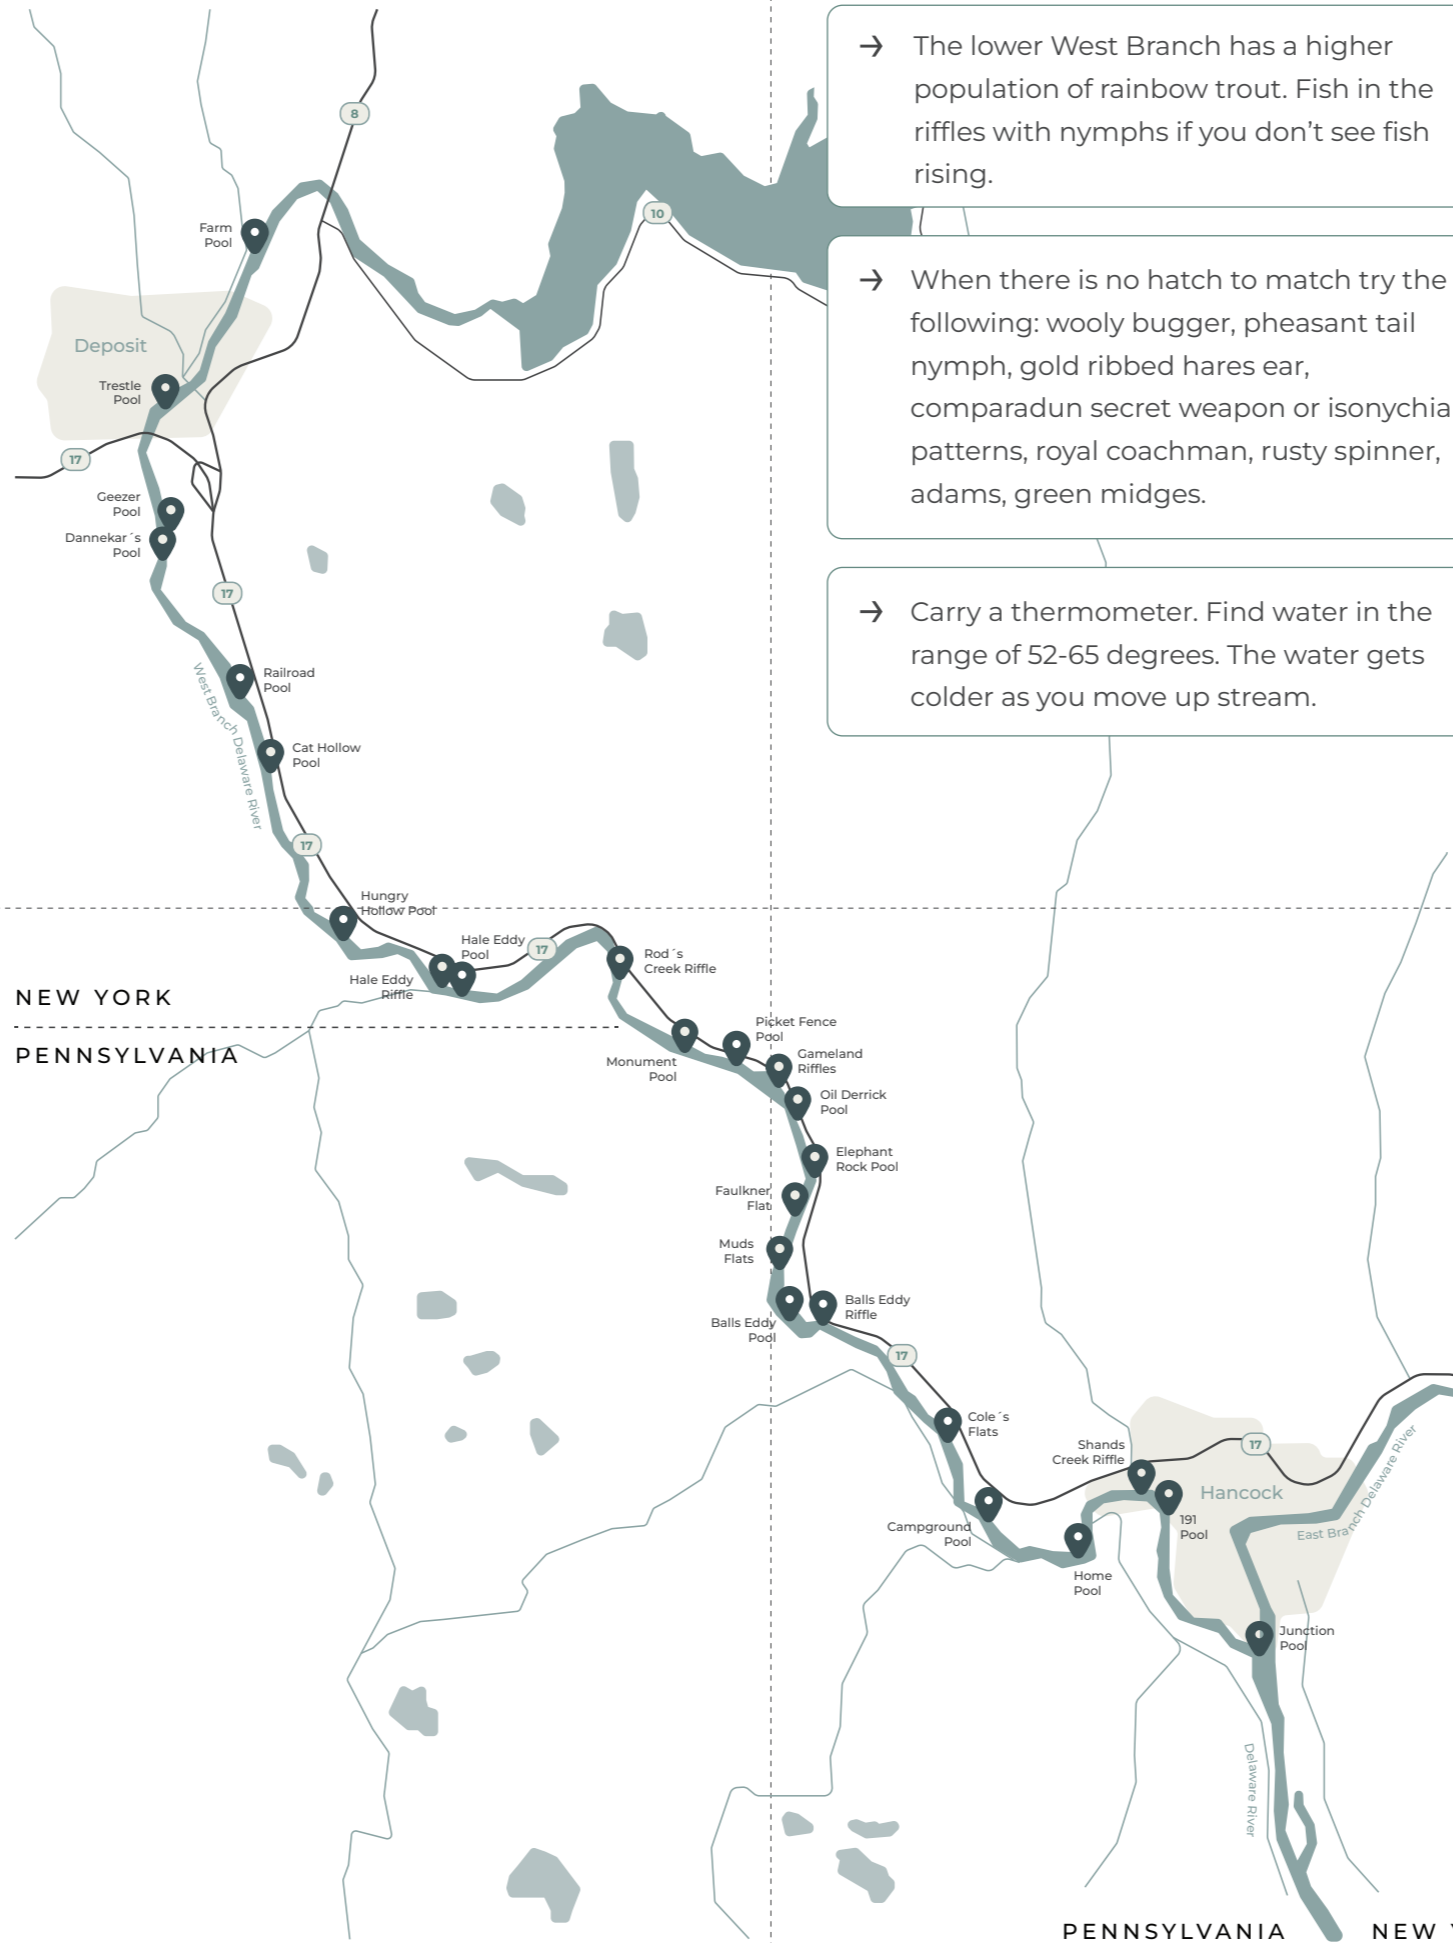 The lower West Branch has a higher
population of rainbow trout. Fish in the
riffles with nymphs if you don’t see fish
rising.
8
10
Farm
Pool
When there is no hatch to match try the
following: wooly bugger, pheasant tail
nymph, gold ribbed hares ear,
comparadun secret weapon or isonychia
patterns, royal coachman, rusty spinner,
adams, green midges.
Deposit
Trestle
Pool
17
Geezer
Pool
Dannekar´s
Pool
17
Carry a thermometer. Find water in the
range of 52-65 degrees. The water gets
colder as you move up stream.
Railroad
Pool
West Branch Delaware River
Cat Hollow
Pool
17
Hungry
Hollow Pool
Hale Eddy
Pool
17
Hale Eddy
Riffle
Rod´s
Creek Riffle
NEW YORK
PENNSYLVANIA
Picket Fence
Pool
Monument
Pool
Gameland
Riffles
Oil Derrick
Pool
Elephant
Rock Pool
Faulkner
Flat
Muds
Flats
Balls Eddy
Riffle
Balls Eddy
Pool
17
Cole´s
Flats
Shands
Creek Riffle
17
Hancock
East Branch Delaware River
191
Pool
Campground
Pool
Home
Pool
Junction
Pool
Delaware River
PENNSYLVANIA
NEW